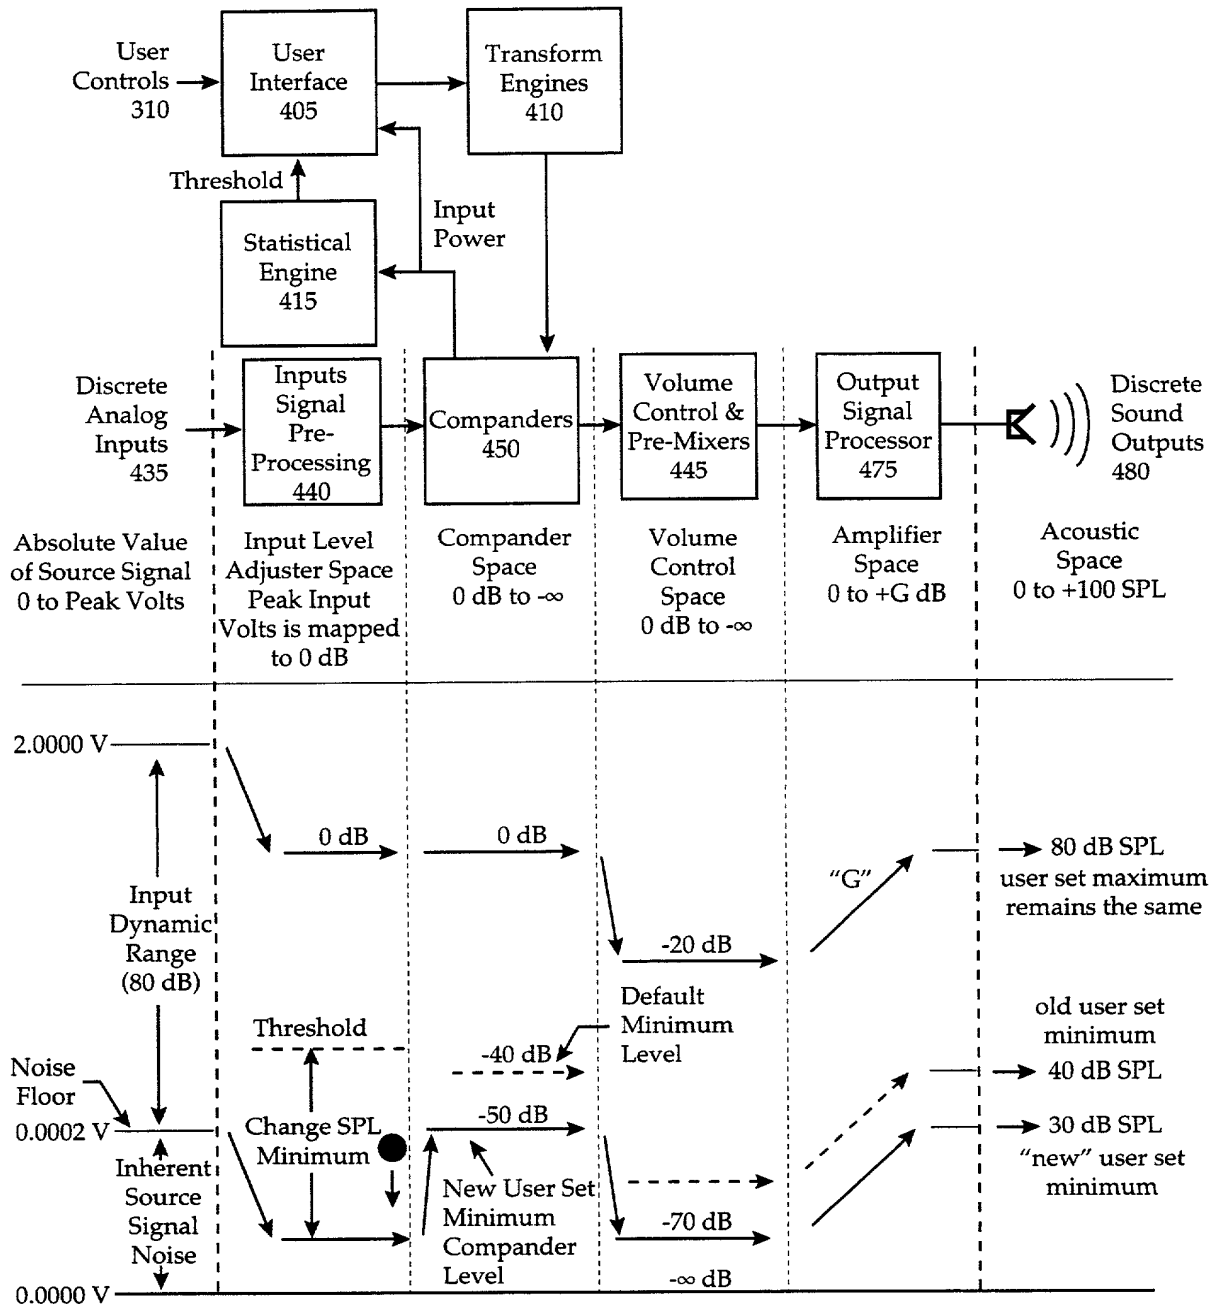 User
Controls
310
User
Interface
405
Transform
Engines
410
Threshold
Input
Power
Statistical
Engine
415
Discrete
Analog
Inputs
435
Inputs
Signal
Pre-
Processing
440
Companders
450
Volume
Control &
Pre-Mixers
445
Output
Signal
Processor
475
Discrete
Sound
Outputs
480
Absolute Value
of Source Signal
0 to Peak Volts
Input Level
Adjuster Space
Peak Input
Volts is mapped
to 0 dB
Compander
Space
0 dB to -∞
Volume
Control
Space
0 dB to -∞
Amplifier
Space
0 to +G dB
Acoustic
Space
0 to +100 SPL
2.0000 V
0 dB
0 dB
"G"
80 dB SPL
user set maximum
remains the same
Input
Dynamic
Range
(80 dB)
-20 dB
Threshold
Default
Minimum
Level
-40 dB
old user set
minimum
40 dB SPL
Noise
Floor
0.0002 V
Change SPL
Minimum
-50 dB
30 dB SPL
"new" user set
minimum
Inherent
Source
Signal
Noise
New User Set
Minimum
Compander
Level
-70 dB
-∞ dB
0.0000 V